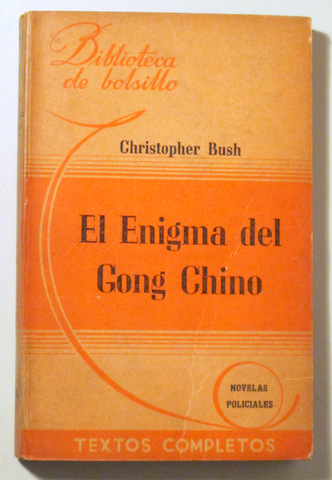 Biblioteca
de bolsillo
Christopher Bush
El Enigma del
Gong Chino
NOVELAS
POLICIALES
TEXTOS COMPLETOS